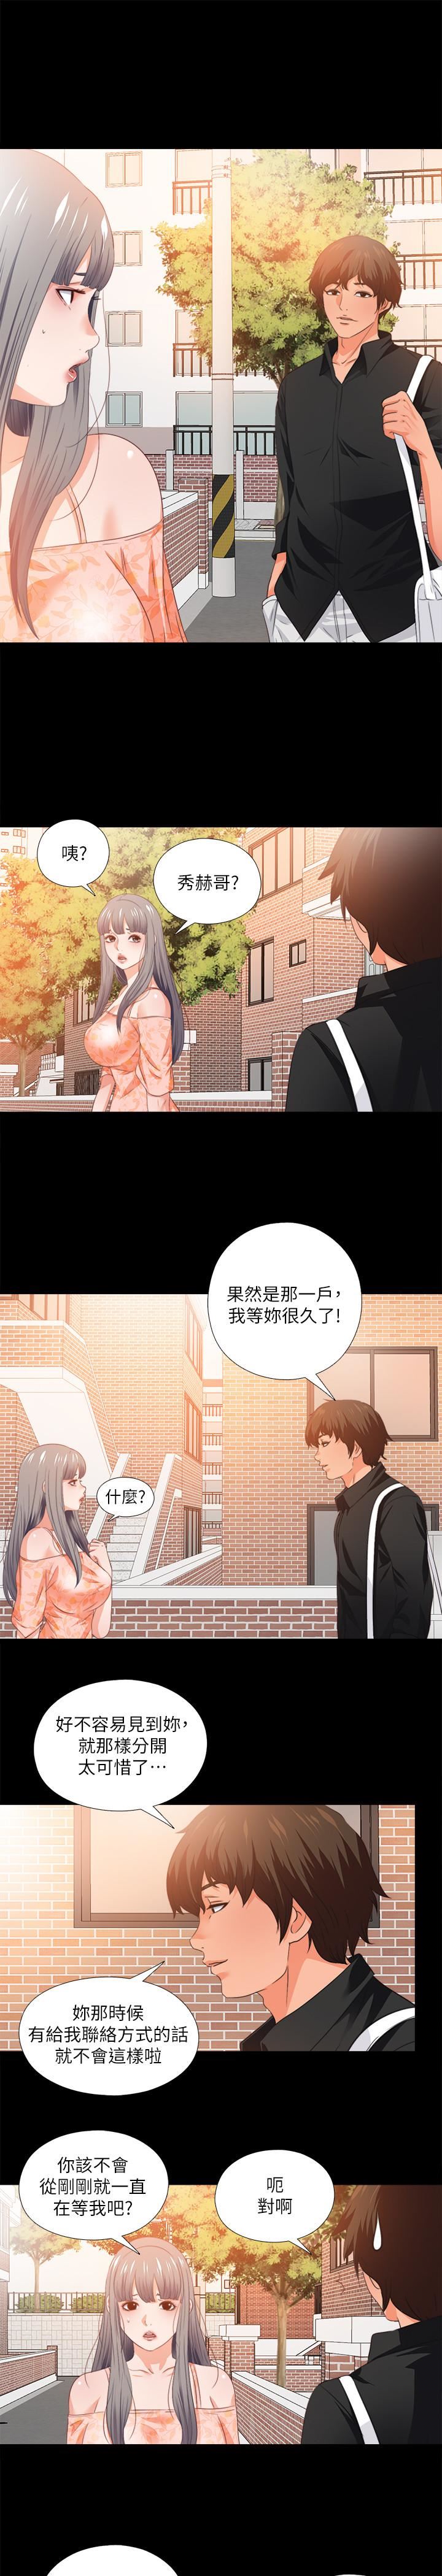 咦?
秀赫哥?
果然是那一戶,
我等妳很久了!
什麼?
好不容易見到妳,
就那樣分開
太可惜了⋯
妳那時候
有給我聯絡方式的話
就不會這樣啦
你該不會
從剛剛就一直
在等我吧?
呃
對啊